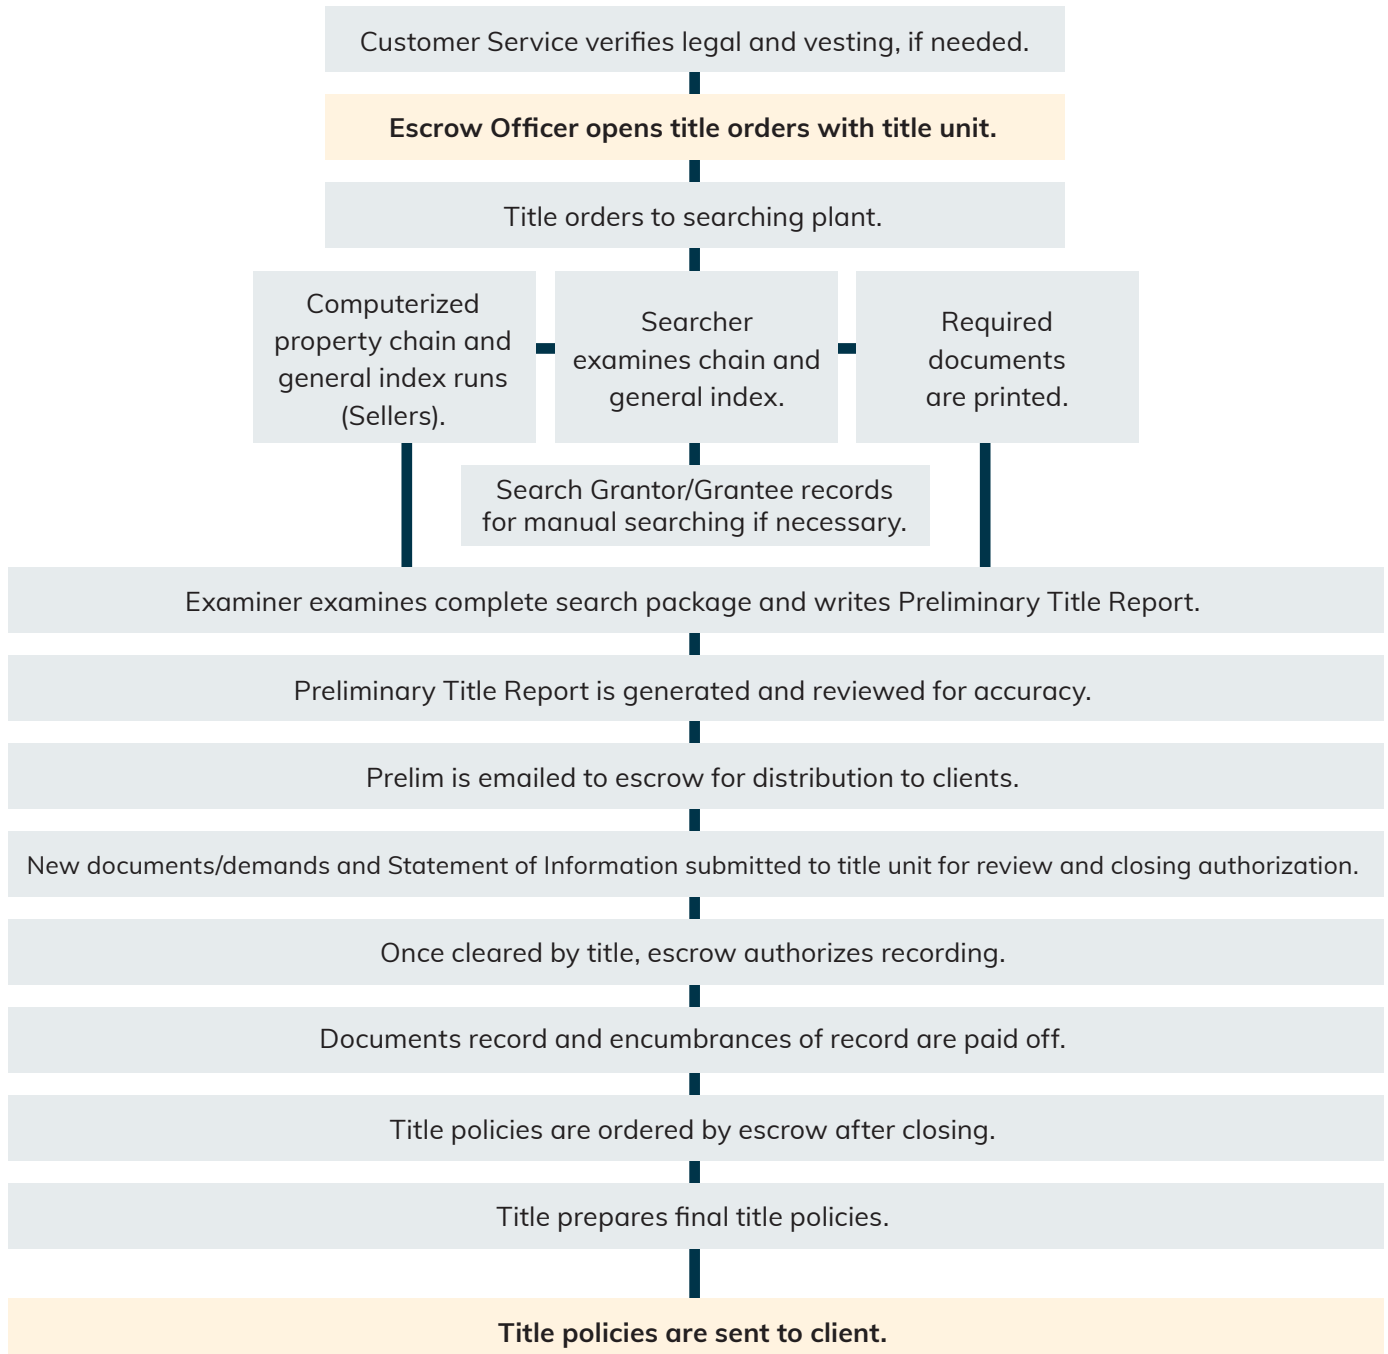 Customer Service verifies legal and vesting, if needed.
Escrow Officer opens title orders with title unit.
Title orders to searching plant.
Computerized
property chain and
general index runs
(Sellers).
Searcher
examines chain and
general index.
Required
documents
are printed.
Search Grantor/Grantee records
for manual searching if necessary.
Examiner examines complete search package and writes Preliminary Title Report.
Preliminary Title Report is generated and reviewed for accuracy.
Prelim is emailed to escrow for distribution to clients.
New documents/demands and Statement of Information submitted to title unit for review and closing authorization.
Once cleared by title, escrow authorizes recording.
Documents record and encumbrances of record are paid off.
Title policies are ordered by escrow after closing.
Title prepares final title policies.
Title policies are sent to client.